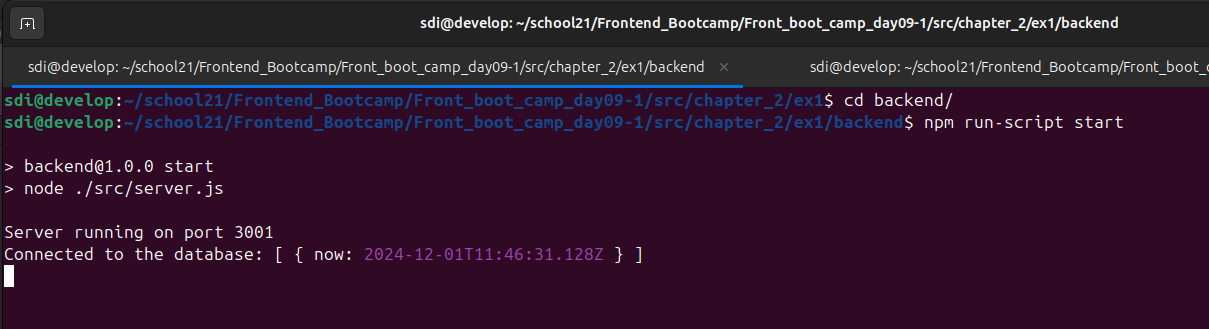 sdi@develop: ~/school21/Frontend_Bootcamp/Front_boot_camp_day09-1/src/chapter_2/ex1/backend
sdi@develop: ~/school21/Frontend_Bootcamp/Front_boot_camp_day09-1/src/chapter_2/ex1/backend × sdi@develop: ~/school21/Frontend_Bootcamp/Front_boot_c
sdi@develop:~/school21/Frontend_Bootcamp/Front_boot_camp_day09-1/src/chapter_2/ex1$ cd backend/
sdi@develop:~/school21/Frontend_Bootcamp/Front_boot_camp_day09-1/src/chapter_2/ex1/backend$ npm run-script start
> backend@1.0.0 start
> node ./src/server.js
Server running on port 3001
Connected to the database: [ { now: 2024-12-01T11:46:31.128Z } ]